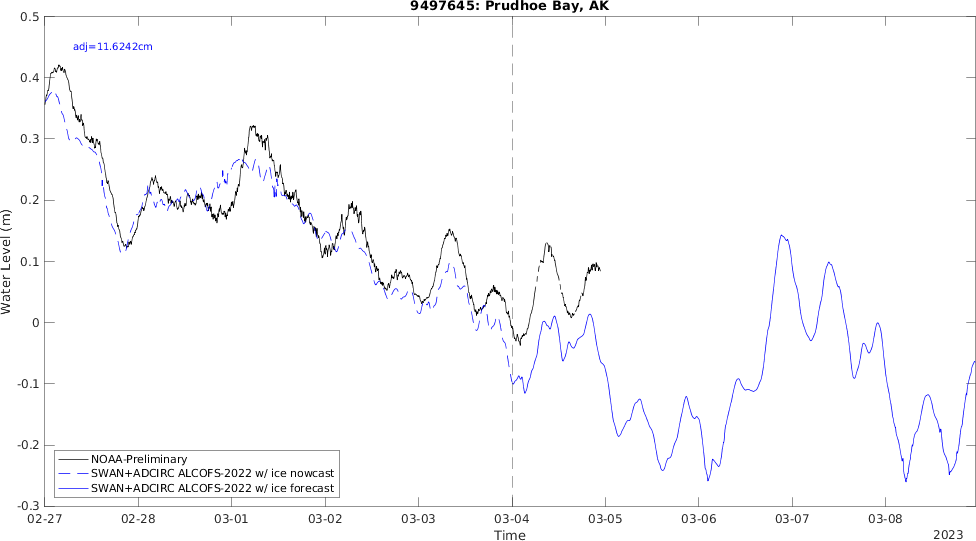 9497645: Prudhoe Bay, AK
adj=11.6242cm
0.5
0.4
0.3
0.2
0.1
0
-0.1
-0.2
-0.3
Water Level (m)
NOAA-Preliminary
SWAN+ADCIRC ALCOFS-2022 w/ ice nowcast
SWAN+ADCIRC ALCOFS-2022 w/ ice forecast
02-27 02-28 03-01 03-02 03-03 03-04 03-05 03-06 03-07 03-08
Time
2023